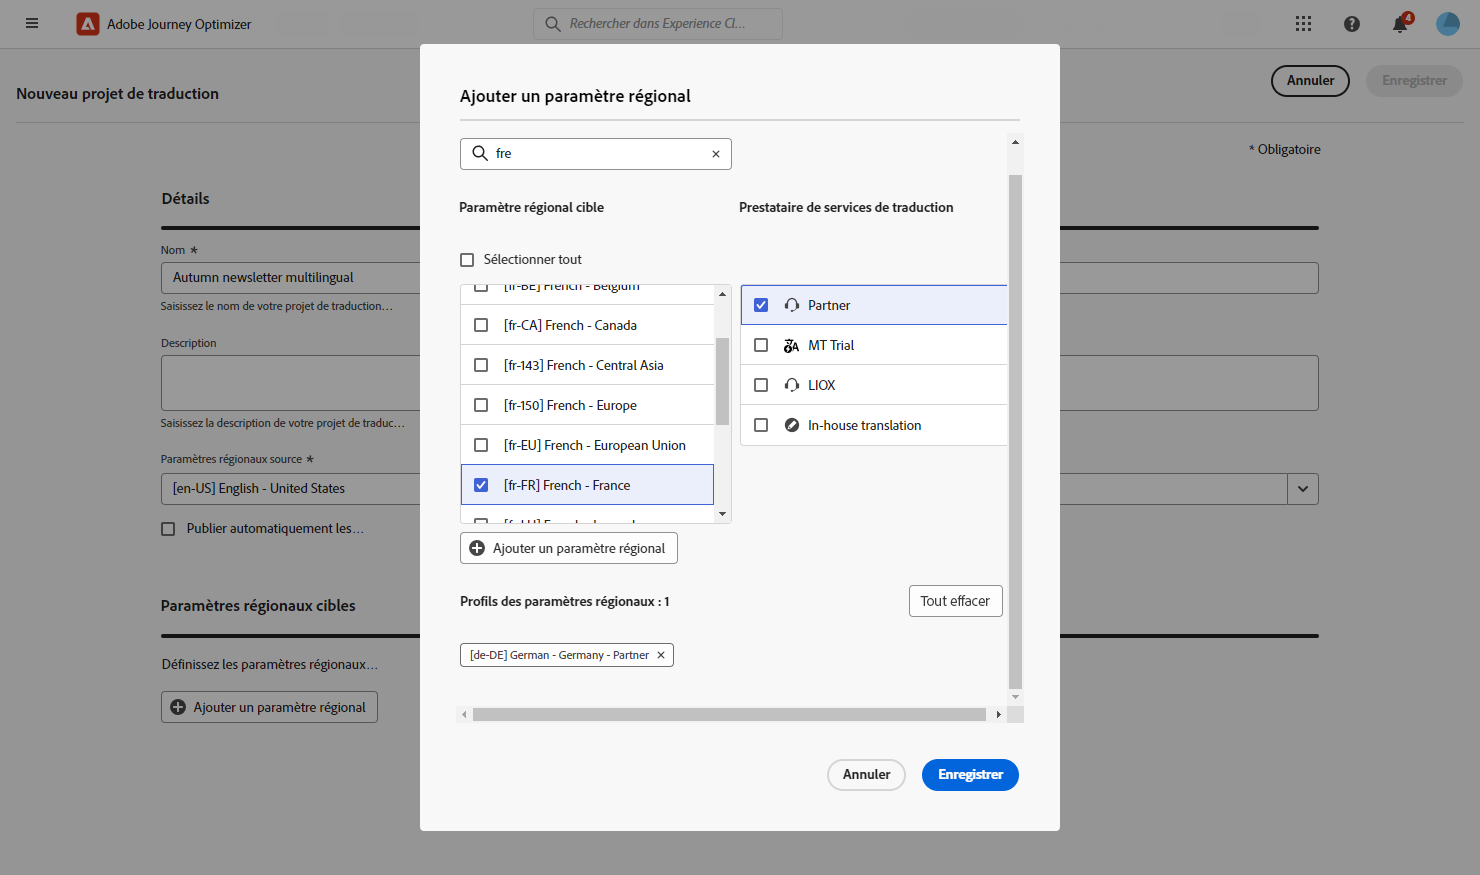 Adobe Journey Optimizer
Rechercher dans Experience Cl...
4
Nouveau projet de traduction
Annuler
Enregistrer
* Obligatoire
Détails
Nom *
Autumn newsletter multilingual
Saisissez le nom de votre projet de traduction...
Description
Saisissez la description de votre projet de traduc...
Paramètres régionaux source *
[en-US] English - United States
Publier automatiquement les...
Paramètres régionaux cibles
Définissez les paramètres régionaux...
Ajouter un paramètre régional
Ajouter un paramètre régional
fre
Paramètre régional cible
Prestataire de services de traduction
Sélectionner tout
[fr-BE] French - Belgium
[fr-CA] French - Canada
[fr-143] French - Central Asia
[fr-150] French - Europe
[fr-EU] French - European Union
[fr-FR] French - France
Partner
MT Trial
LIOX
In-house translation
Ajouter un paramètre régional
Profils des paramètres régionaux : 1
Tout effacer
[de-DE] German - Germany - Partner
Annuler
Enregistrer